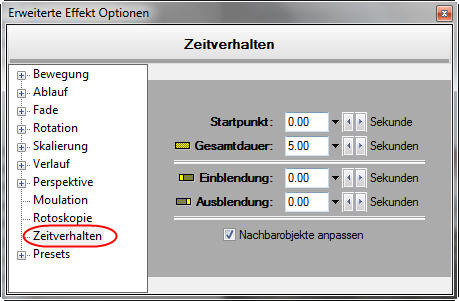 Erweiterte Effekt Optionen
Zeitverhalten
Bewegung
Ablauf
Fade
Rotation
Skalierung
Verlauf
Perspektive
Moulation
Rotoskopie
Zeitverhalten
Presets
Startpunkt: 0.00 Sekunde
Gesamtdauer: 5.00 Sekunden
Einblendung: 0.00 Sekunden
Ausblendung: 0.00 Sekunden
Nachbarobjekte anpassen